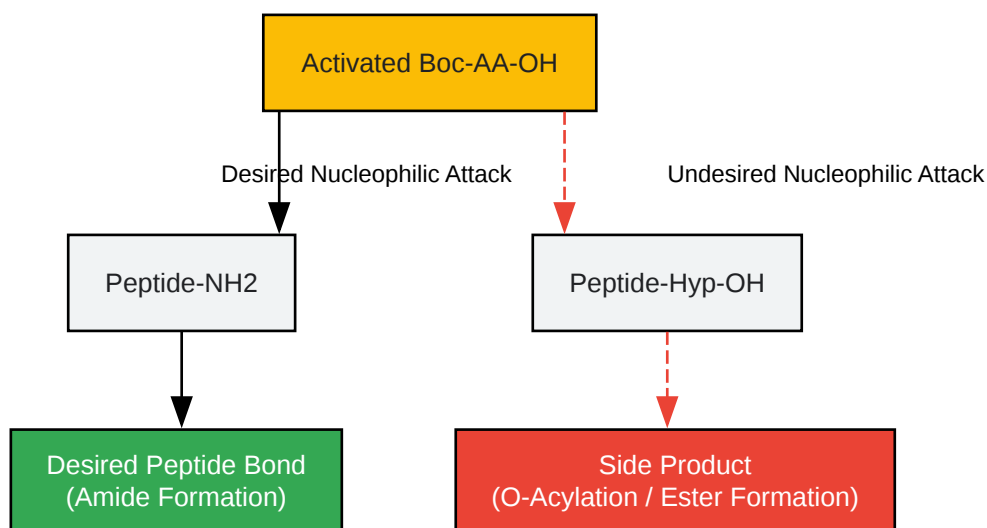 Activated Boc-AA-OH
Desired Nucleophilic Attack
Undesired Nucleophilic Attack
Peptide-NH2
Peptide-Hyp-OH
Desired Peptide Bond
(Amide Formation)
Side Product
(O-Acylation / Ester Formation)